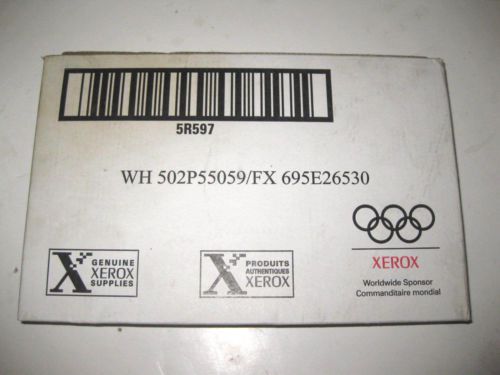 5R597
WH 502P55059/FX 695E26530
GENUINE
XEROX
SUPPLIES
PRODUITS
AUTHENTIQUES
XEROX
XEROX
Worldwide Sponsor
Commanditaire mondial